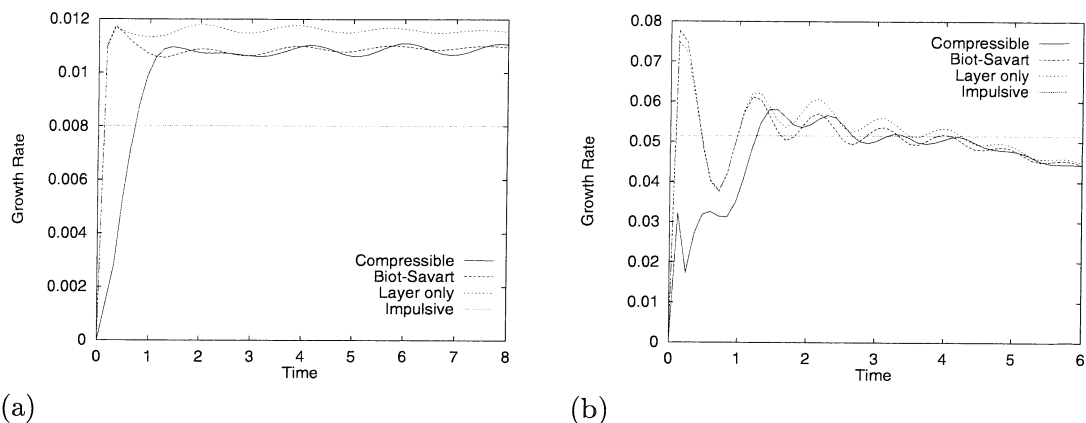 0.012
0.01
0.008
0.006
0.004
0.002
0
Growth Rate
Compressible
Biot-Savart
Layer only
Impulsive
0 1 2 3 4 5 6 7 8
Time
(a)
0.08
0.07
0.06
0.05
0.04
0.03
0.02
0.01
0
Growth Rate
Compressible
Biot-Savart
Layer only
Impulsive
0 1 2 3 4 5 6
Time
(b)